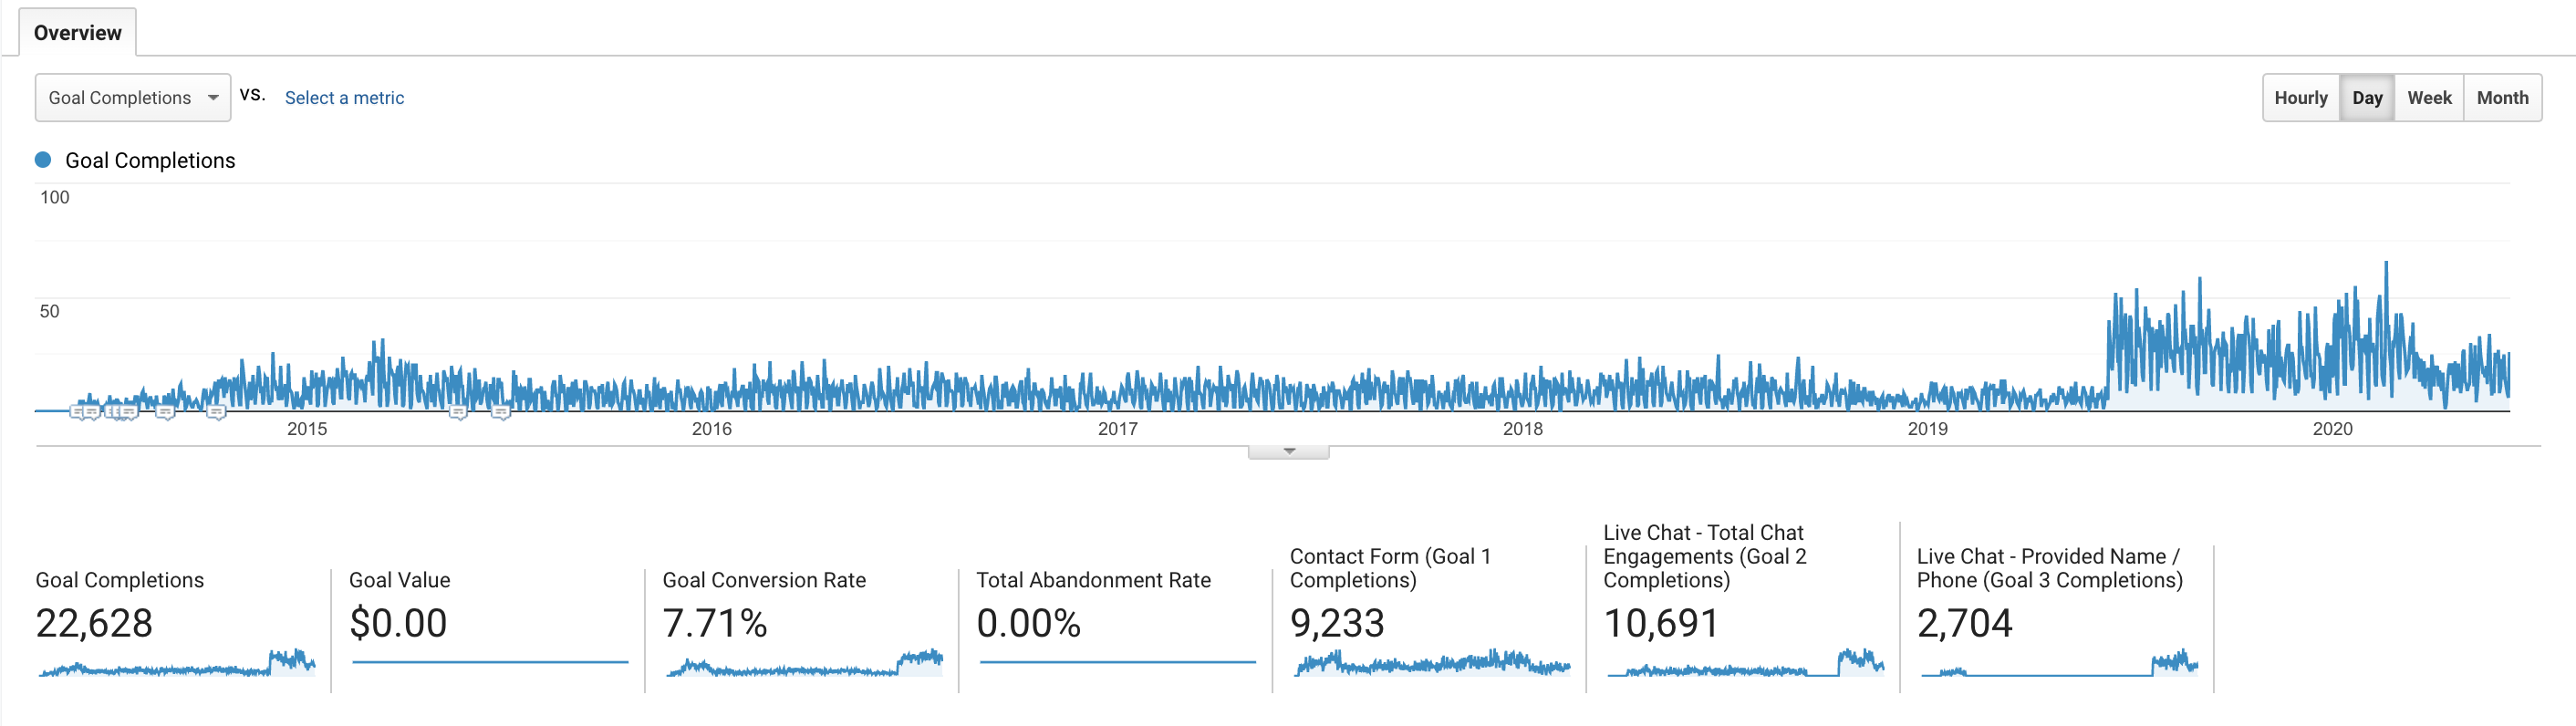 Overview
Goal Completions vs. Select a metric
Hourly Day Week Month
Goal Completions
100
50
2015 2016 2017 2018 2019 2020
Goal Completions
22,628
Goal Value
$0.00
Goal Conversion Rate
7.71%
Total Abandonment Rate
0.00%
Contact Form (Goal 1
Completions)
9,233
Live Chat - Total Chat
Engagements (Goal 2
Completions)
10,691
Live Chat - Provided Name /
Phone (Goal 3 Completions)
2,704